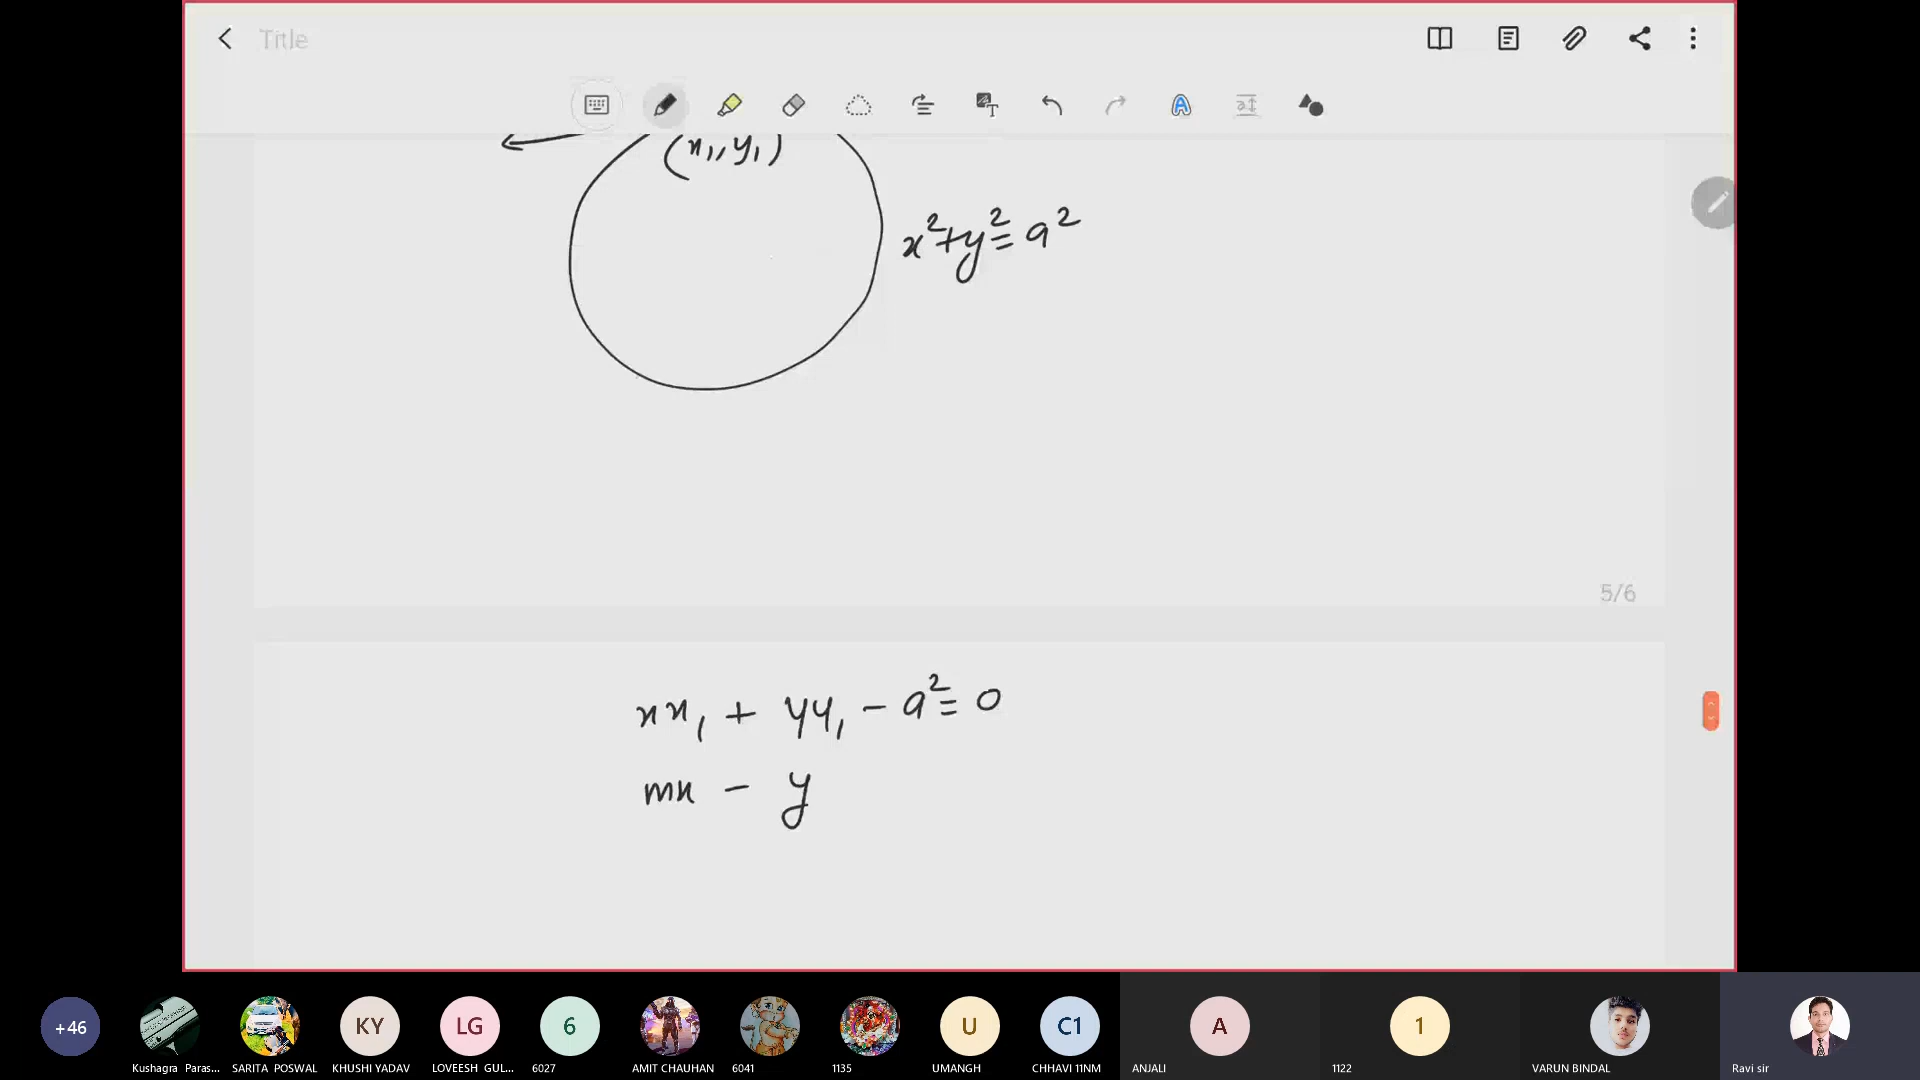 Title
(x₁, y₁)
x²+y²=a²
5/6
xx₁ + yy₁ - a²=0
mx - y
+46
KY
LG
6
U
C1
A
1
Kushagra Paras...
SARITA POSWAL
KHUSHI YADAV
LOVEESH GUL...
6027
AMIT CHAUHAN
6041
1135
UMANGH
CHHAVI 11NM
ANJALI
1122
VARUN BINDAL
Ravi sir